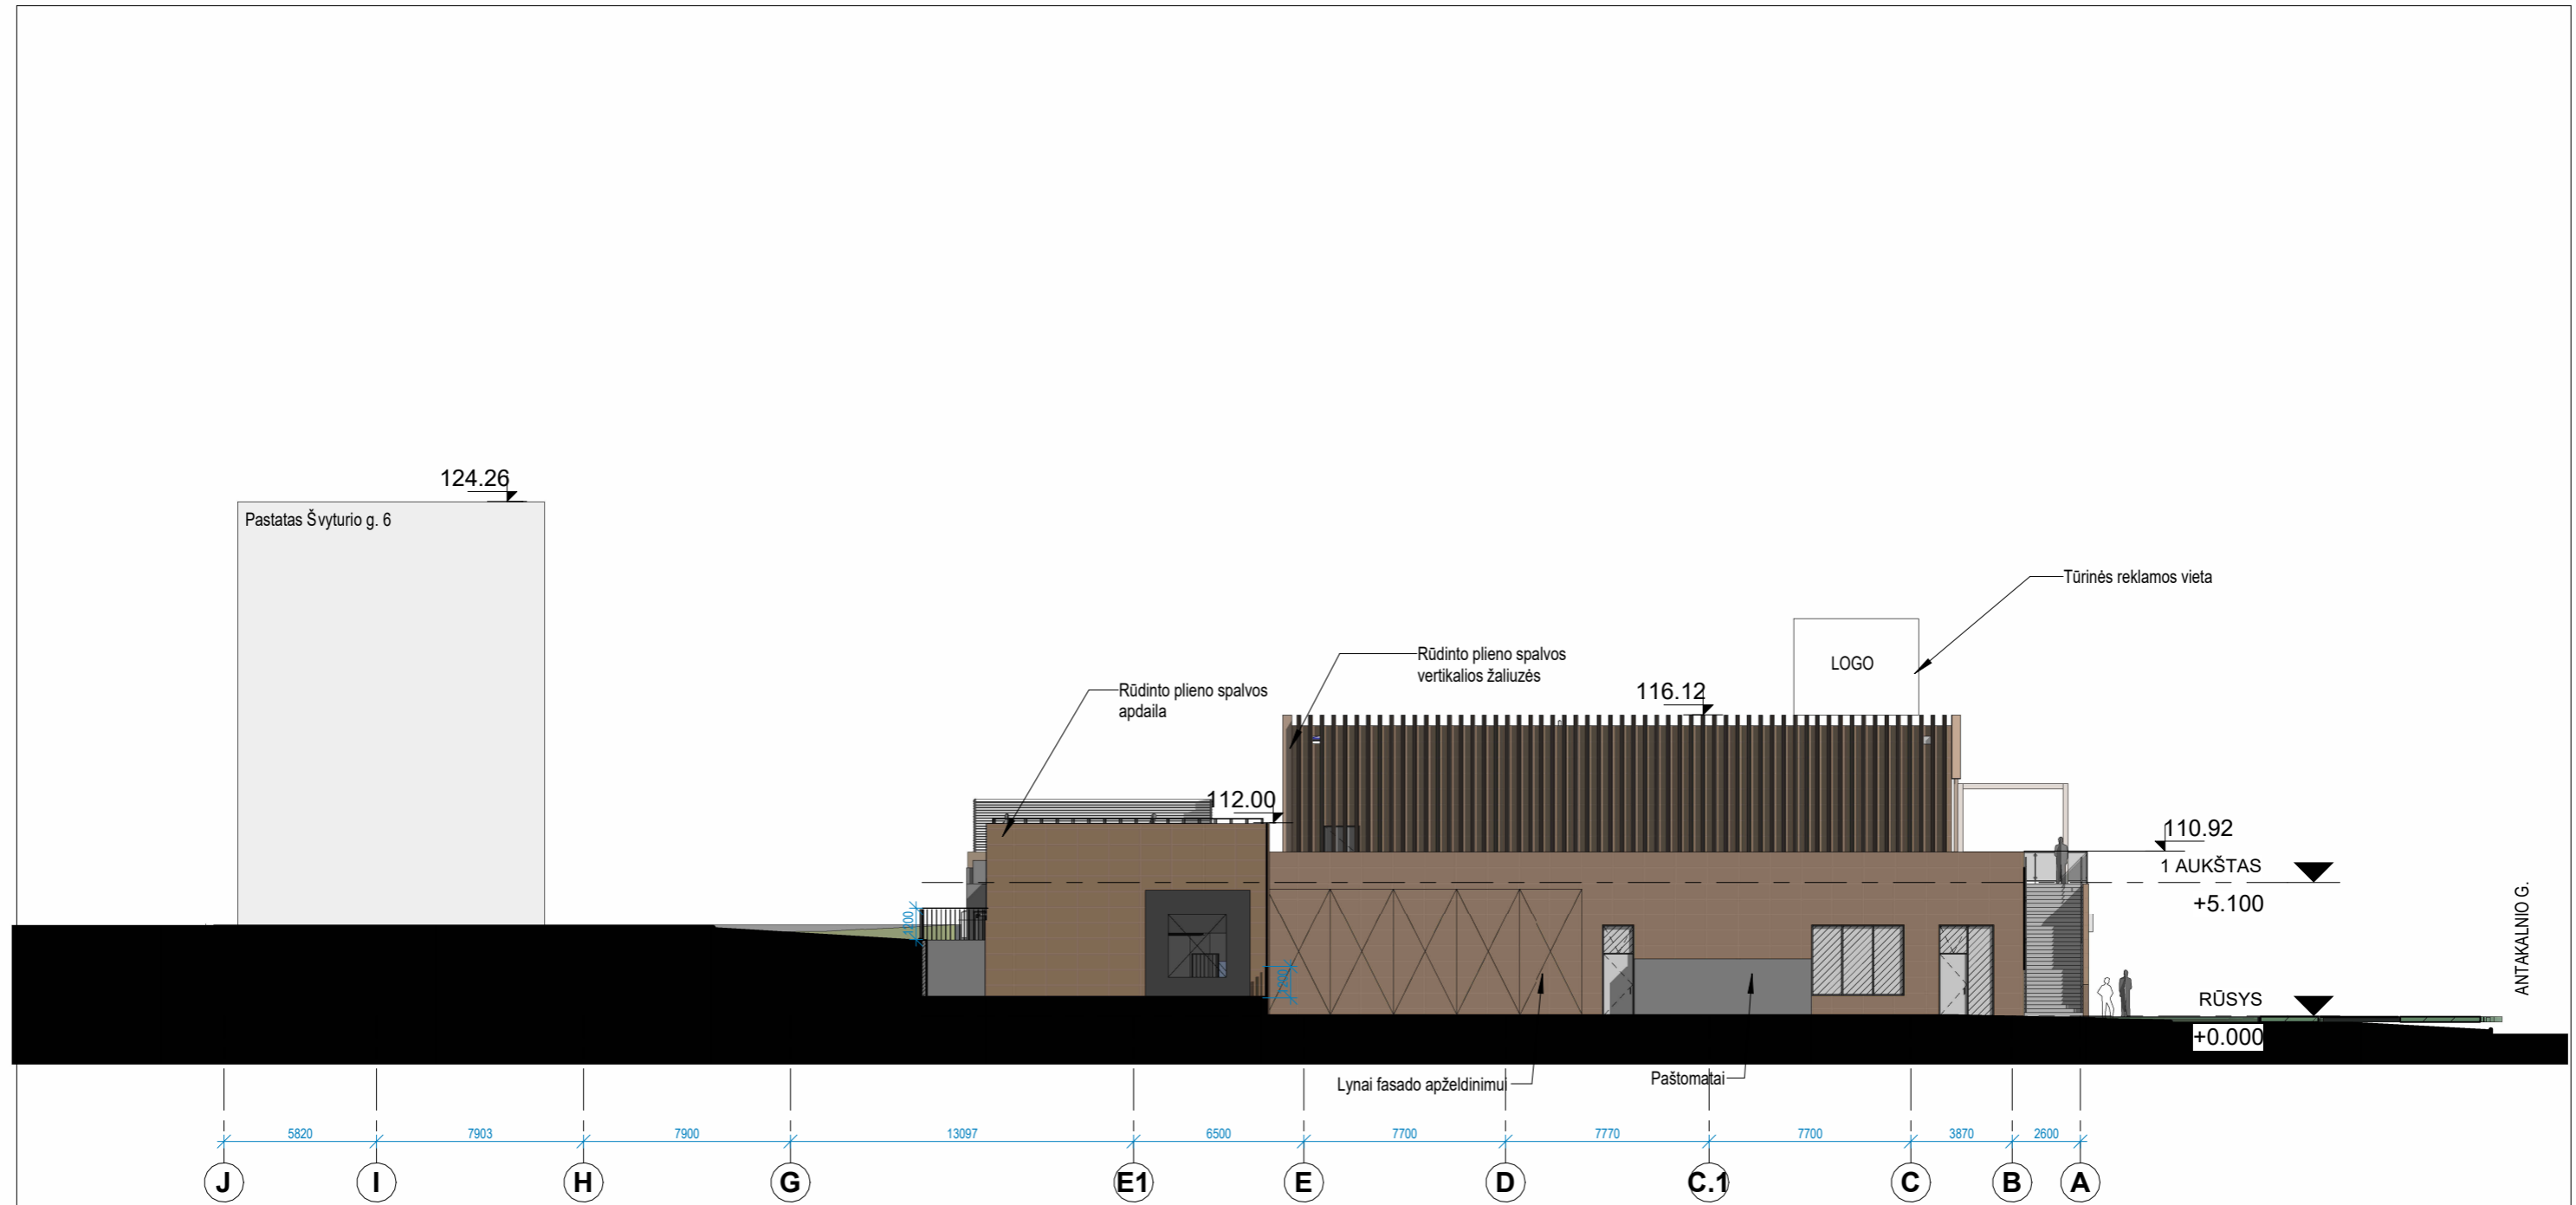 124.26
Pastatas Švyturio g. 6
Tūrinės reklamos vieta
LOGO
Rūdinto plieno spalvos
vertikalios žaliuzės
Rūdinto plieno spalvos
apdaila
116.12
112.00
110.92
1 AUKŠTAS
+5.100
ANTAKALNIO G.
1200
1200
RŪSYS
+0.000
Lynai fasado apželdinimui
Paštomatai
5820 7903 7900 13097 6500 7700 7770 7700 3870 2600
J I H G E1 E D C.1 C B A